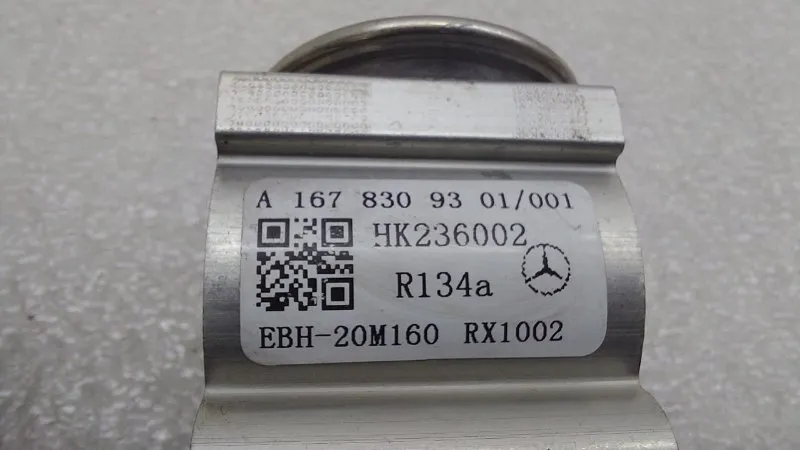 A 167 830 93 01/001
HK236002
R134a
EBH-20M160 RX1002